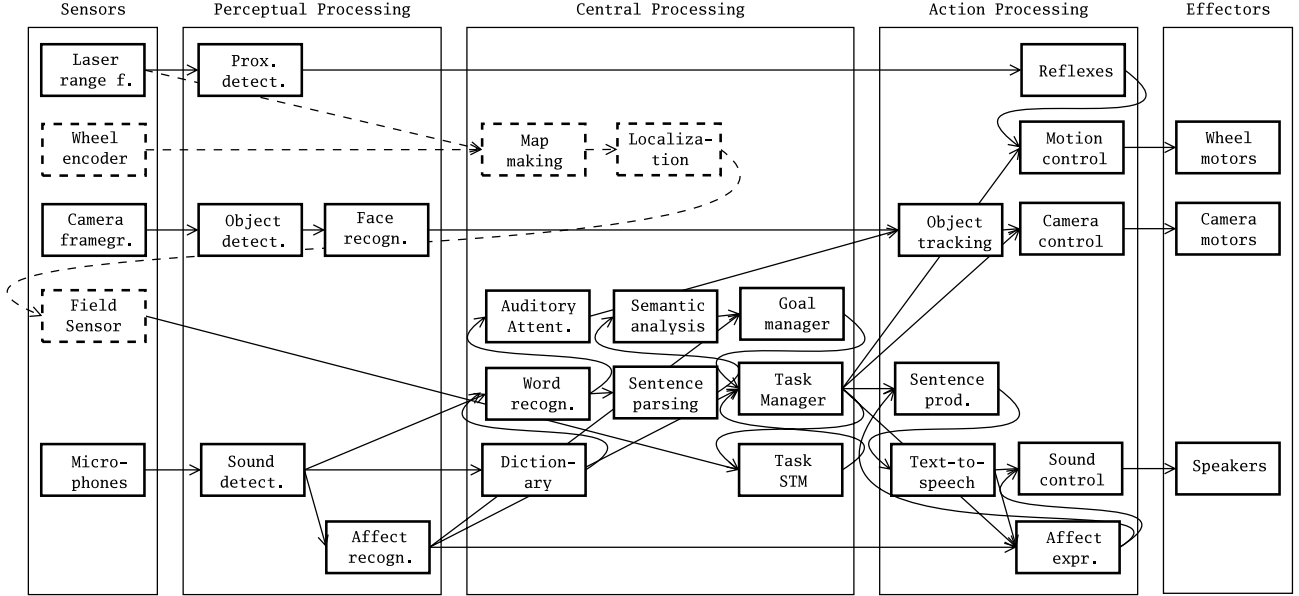 Sensors
Perceptual Processing
Central Processing
Action Processing
Effectors
Laser
range f.
Prox.
detect.
Reflexes
Wheel
encoder
Map
making
Localiza-
tion
Motion
control
Wheel
motors
Camera
framegr.
Object
detect.
Face
recogn.
Object
tracking
Camera
control
Camera
motors
Field
Sensor
Auditory
Attent.
Semantic
analysis
Goal
manager
Word
recogn.
Sentence
parsing
Task
Manager
Sentence
prod.
Micro-
phones
Sound
detect.
Diction-
ary
Task
STM
Text-to-
speech
Sound
control
Speakers
Affect
recogn.
Affect
expr.